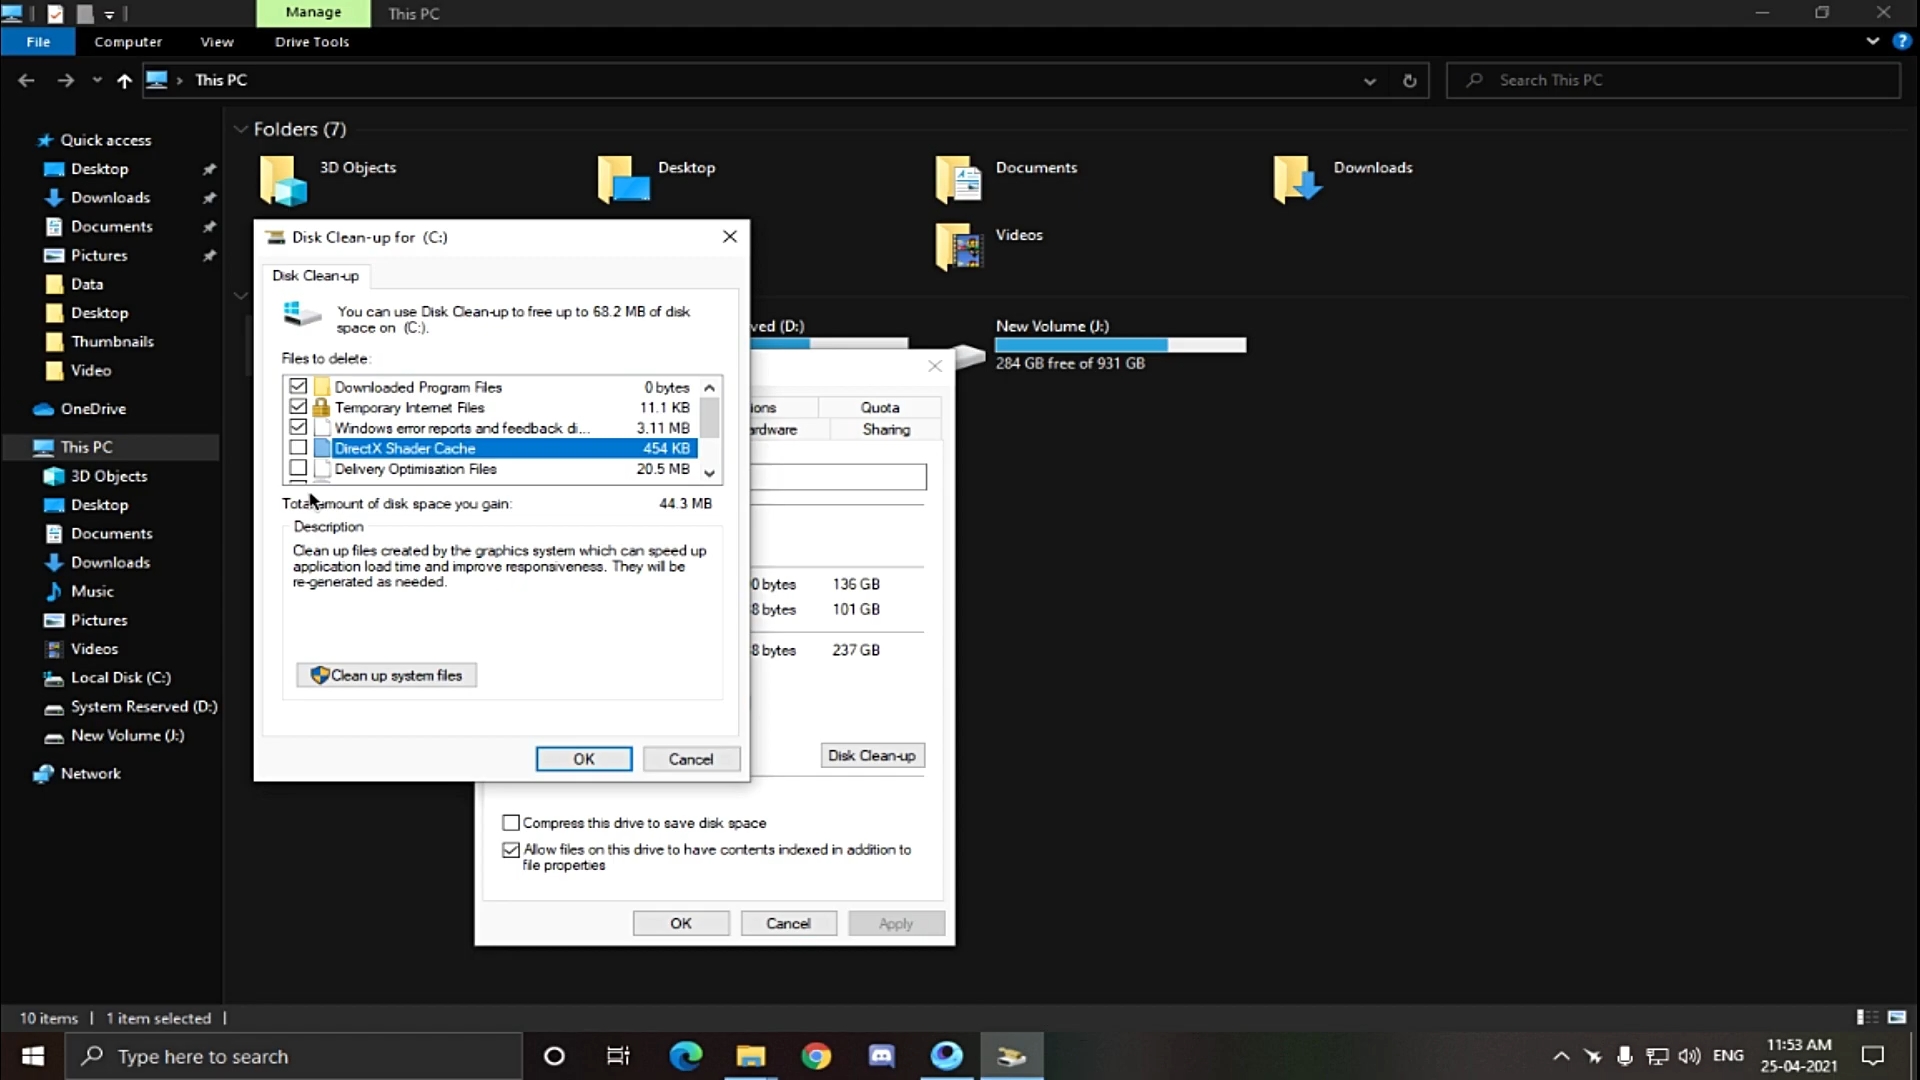 Manage
This PC
File
Computer
View
Drive Tools
This PC
Search This PC
Quick access
Desktop
Downloads
Documents
Pictures
Data
Desktop
Thumbnails
Video
OneDrive
This PC
3D Objects
Desktop
Documents
Downloads
Music
Pictures
Videos
Local Disk (C:)
System Reserved (D:)
New Volume (J:)
Network
Folders (7)
3D Objects
Desktop
Documents
Downloads
Videos
ved (D:)
New Volume (J:)
284 GB free of 931 GB
Disk Clean-up for (C:)
Disk Clean-up
You can use Disk Clean-up to free up to 68.2 MB of disk
space on (C:).
Files to delete:
Downloaded Program Files 0 bytes
Temporary Internet Files 11.1 KB
Windows error reports and feedback di... 3.11 MB
DirectX Shader Cache 454 KB
Delivery Optimisation Files 20.5 MB
Total amount of disk space you gain: 44.3 MB
Description
Clean up files created by the graphics system which can speed up
application load time and improve responsiveness. They will be
re-generated as needed.
Clean up system files
OK
Cancel
ions
Quota
ardware
Sharing
0 bytes 136 GB
8 bytes 101 GB
8 bytes 237 GB
Disk Clean-up
Compress this drive to save disk space
Allow files on this drive to have contents indexed in addition to
file properties
OK
Cancel
Apply
10 items
1 item selected
Type here to search
ENG
11:53 AM
25-04-2021